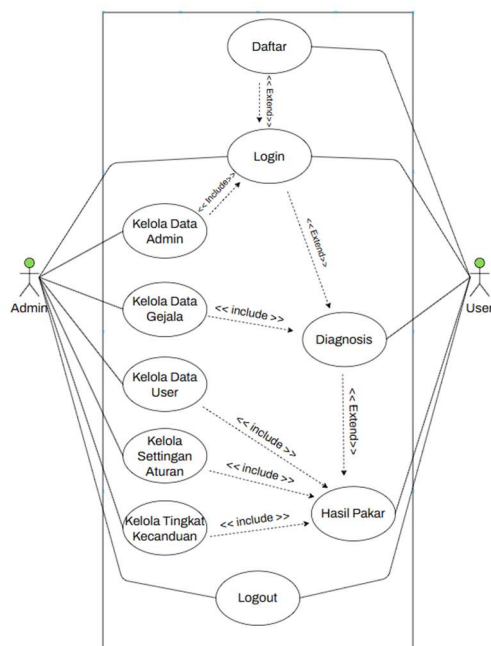 Daftar
<< Extend>>
Login
<< Include>>
Kelola Data
Admin
<< Extend>>
Admin
User
Kelola Data
Gejala
<< include >>
Diagnosis
Kelola Data
User
<< include >>
<< Extend>>
Kelola
Settingan
Aturan
<< include >>
Kelola Tingkat
Kecanduan
<< include >>
Hasil Pakar
Logout